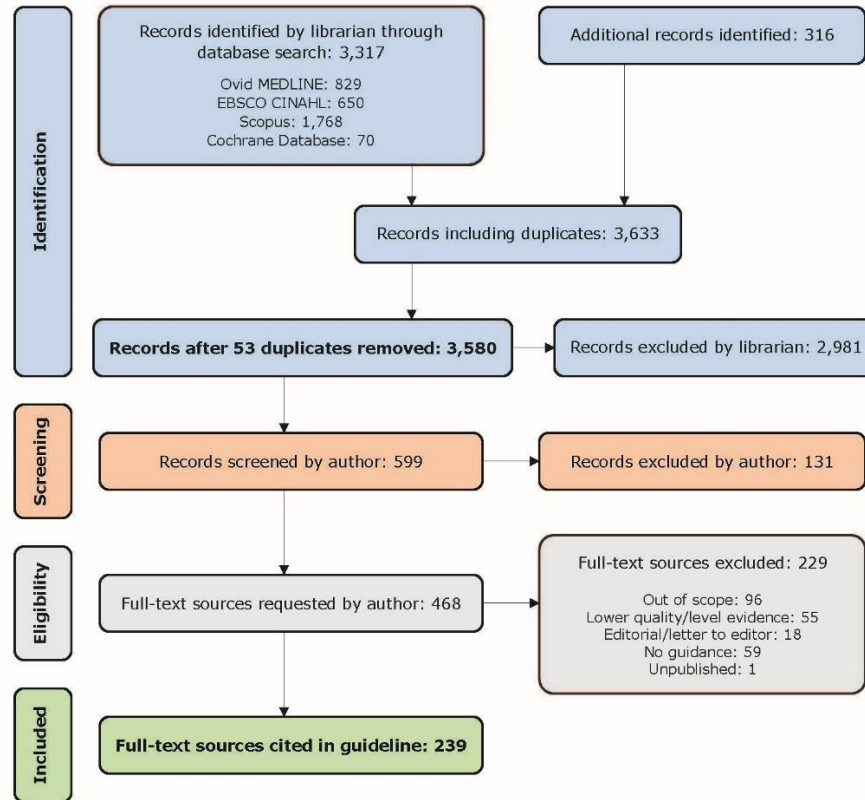 Identification
Records identified by librarian through
database search: 3,317
Ovid MEDLINE: 829
EBSCO CINAHL: 650
Scopus: 1,768
Cochrane Database: 70
Additional records identified: 316
Records including duplicates: 3,633
Records after 53 duplicates removed: 3,580
Records excluded by librarian: 2,981
Screening
Records screened by author: 599
Records excluded by author: 131
Eligibility
Full-text sources requested by author: 468
Full-text sources excluded: 229
Out of scope: 96
Lower quality/level evidence: 55
Editorial/letter to editor: 18
No guidance: 59
Unpublished: 1
Included
Full-text sources cited in guideline: 239